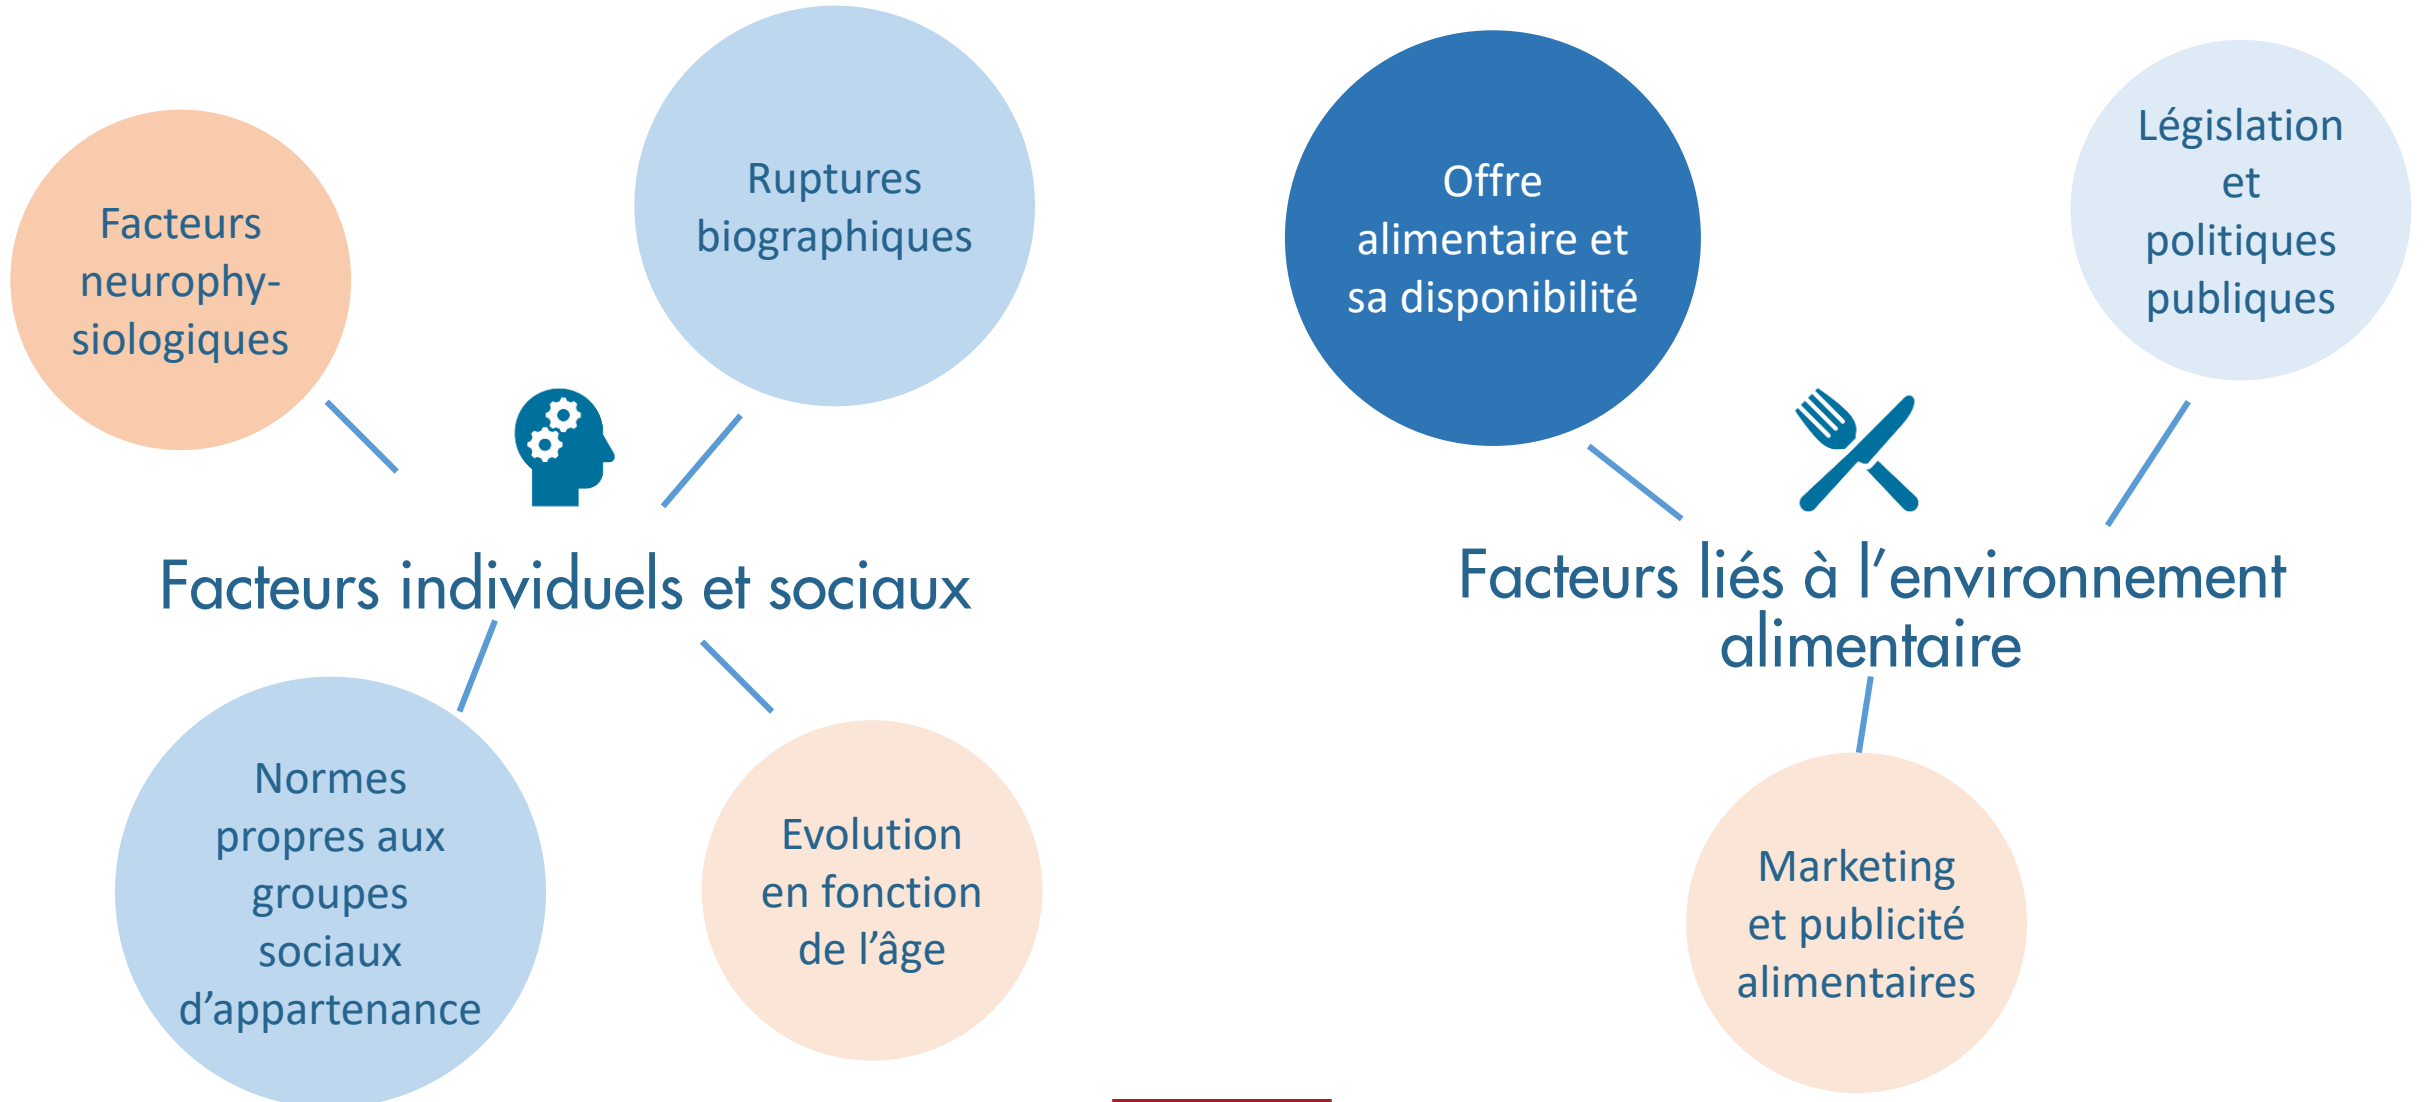 Facteurs
neurophy-
siologiques
Ruptures
biographiques
Facteurs individuels et sociaux
Normes
propres aux
groupes
sociaux
d’appartenance
Evolution
en fonction
de l’âge
Offre
alimentaire et
sa disponibilité
Législation
et
politiques
publiques
Facteurs liés à l’environnement
alimentaire
Marketing
et publicité
alimentaires